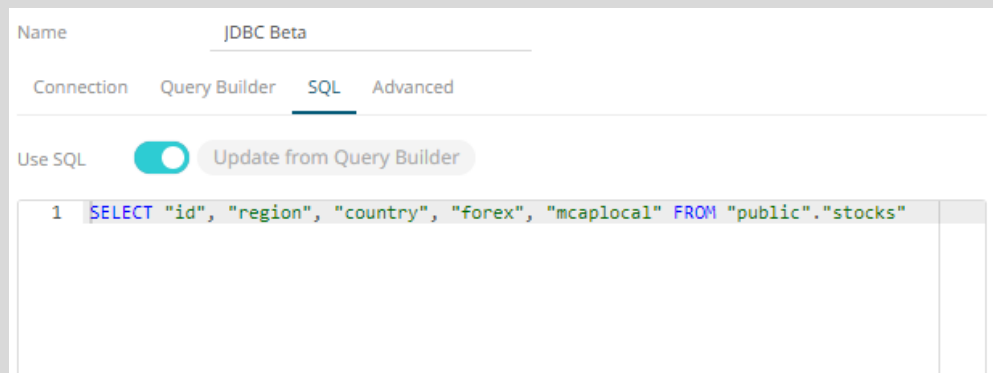 Name JDBC Beta
Connection Query Builder SQL Advanced
Use SQL Update from Query Builder
1 SELECT "id", "region", "country", "forex", "mcaplocal" FROM "public"."stocks"